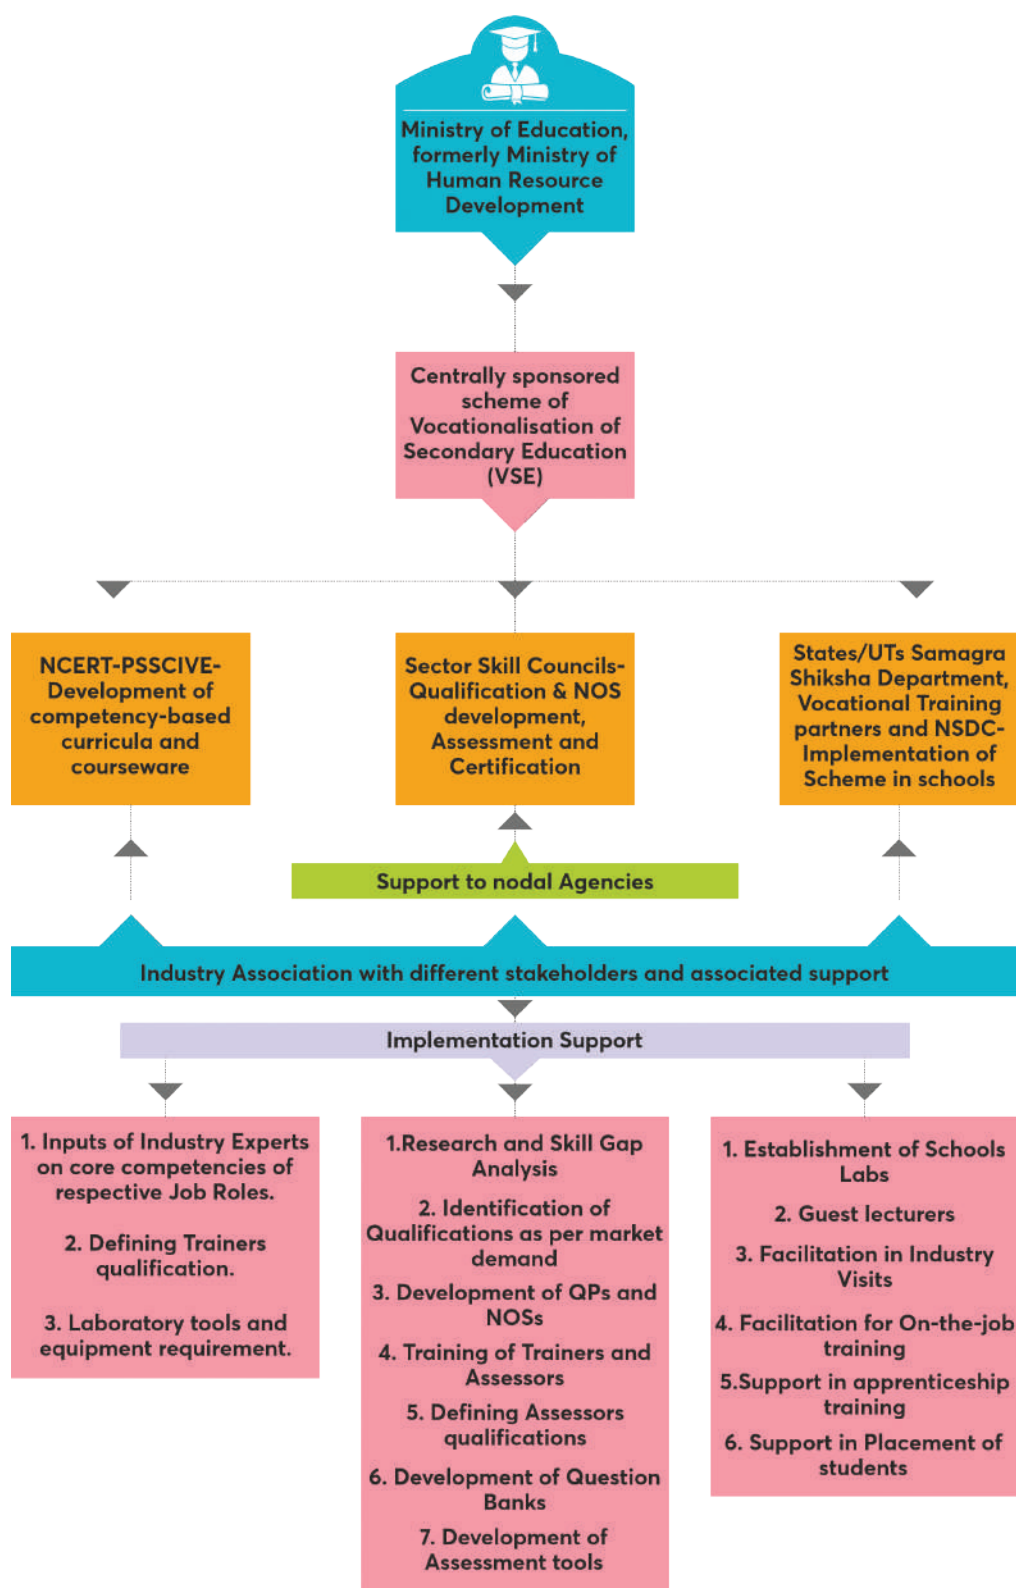 Ministry of Education,
formerly Ministry of
Human Resource
Development
Centrally sponsored
scheme of
Vocationalisation of
Secondary Education
(VSE)
NCERT-PSSCIVE-
Development of
competency-based
curricula and
courseware
Sector Skill Councils-
Qualification & NOS
development,
Assessment and
Certification
States/UTs Samagra
Shiksha Department,
Vocational Training
partners and NSDC-
Implementation of
Scheme in schools
Support to nodal Agencies
Industry Association with different stakeholders and associated support
Implementation Support
1. Inputs of Industry Experts
on core competencies of
respective Job Roles.
2. Defining Trainers
qualification.
3. Laboratory tools and
equipment requirement.
1.Research and Skill Gap
Analysis
2. Identification of
Qualifications as per market
demand
3. Development of QPs and
NOSs
4. Training of Trainers and
Assessors
5. Defining Assessors
qualifications
6. Development of Question
Banks
7. Development of
Assessment tools
1. Establishment of Schools
Labs
2. Guest lecturers
3. Facilitation in Industry
Visits
4. Facilitation for On-the-job
training
5.Support in apprenticeship
training
6. Support in Placement of
students